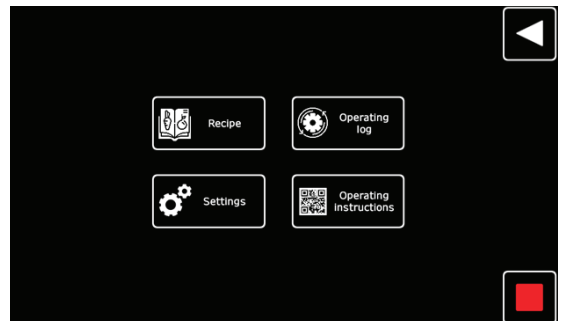 Recipe
Operating
log
Settings
Operating
instructions